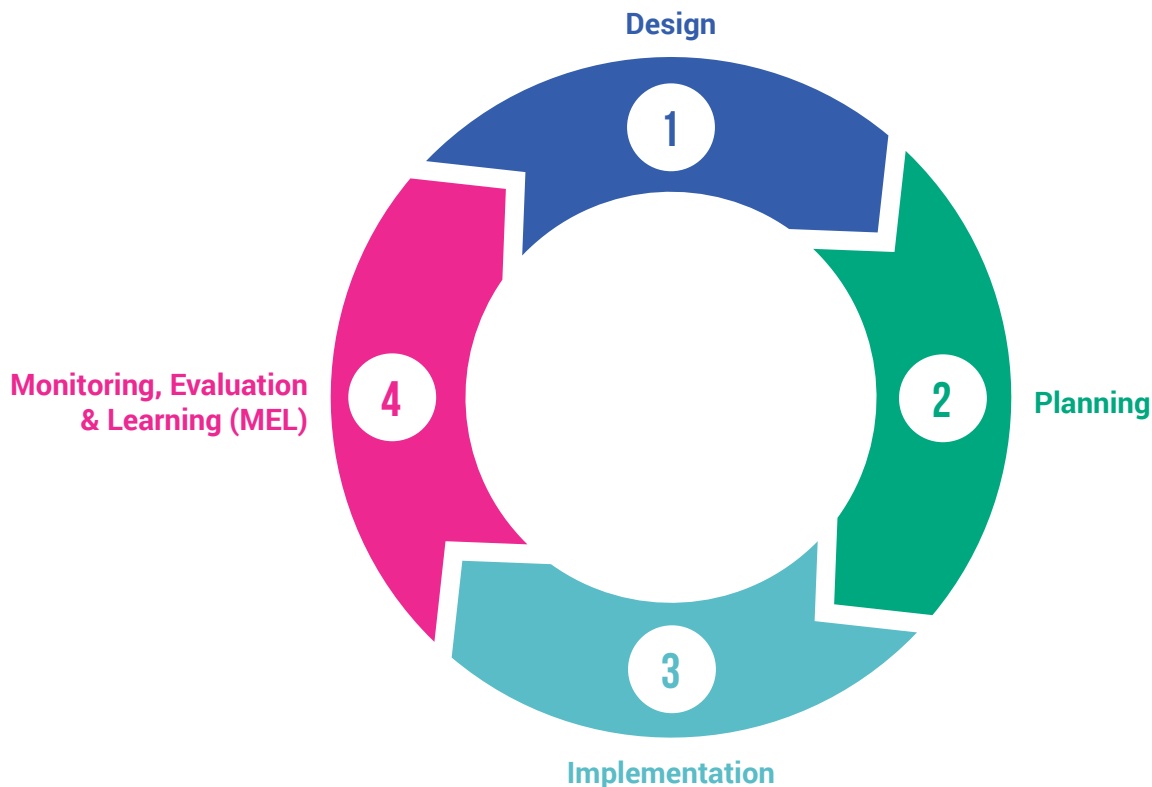 Design
1
2
Planning
3
Implementation
4
Monitoring, Evaluation
& Learning (MEL)